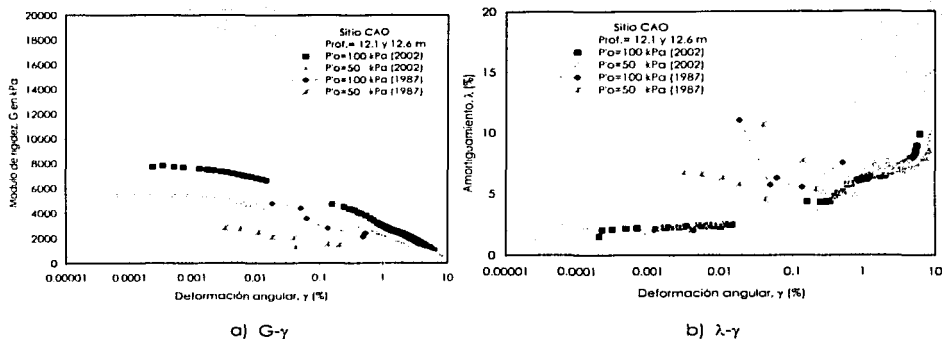 20000
18000
16000
14000
12000
10000
8000
6000
4000
2000
0
0.00001
0.001
0.01
0.1
1
10
Módulo de rigidez, G en kPa
Deformación angular, γ (%)
Sitio CAO
Prof.= 12.1 y 12.6 m
P'o=100 kPa (2002)
P'o=50 kPa (2002)
P'o=100 kPa (1987)
P'o=50 kPa (1987)
a) G-γ
20
15
10
5
0
0.00001
0.001
0.01
0.1
1
10
Amortiguamiento, λ (%)
Deformación angular, γ (%)
Sitio CAO
Prof.= 12.1 y 12.6 m
P'o=100 kPa (2002)
P'o=50 kPa (2002)
P'o=100 kPa (1987)
P'o=50 kPa (1987)
b) λ-γ